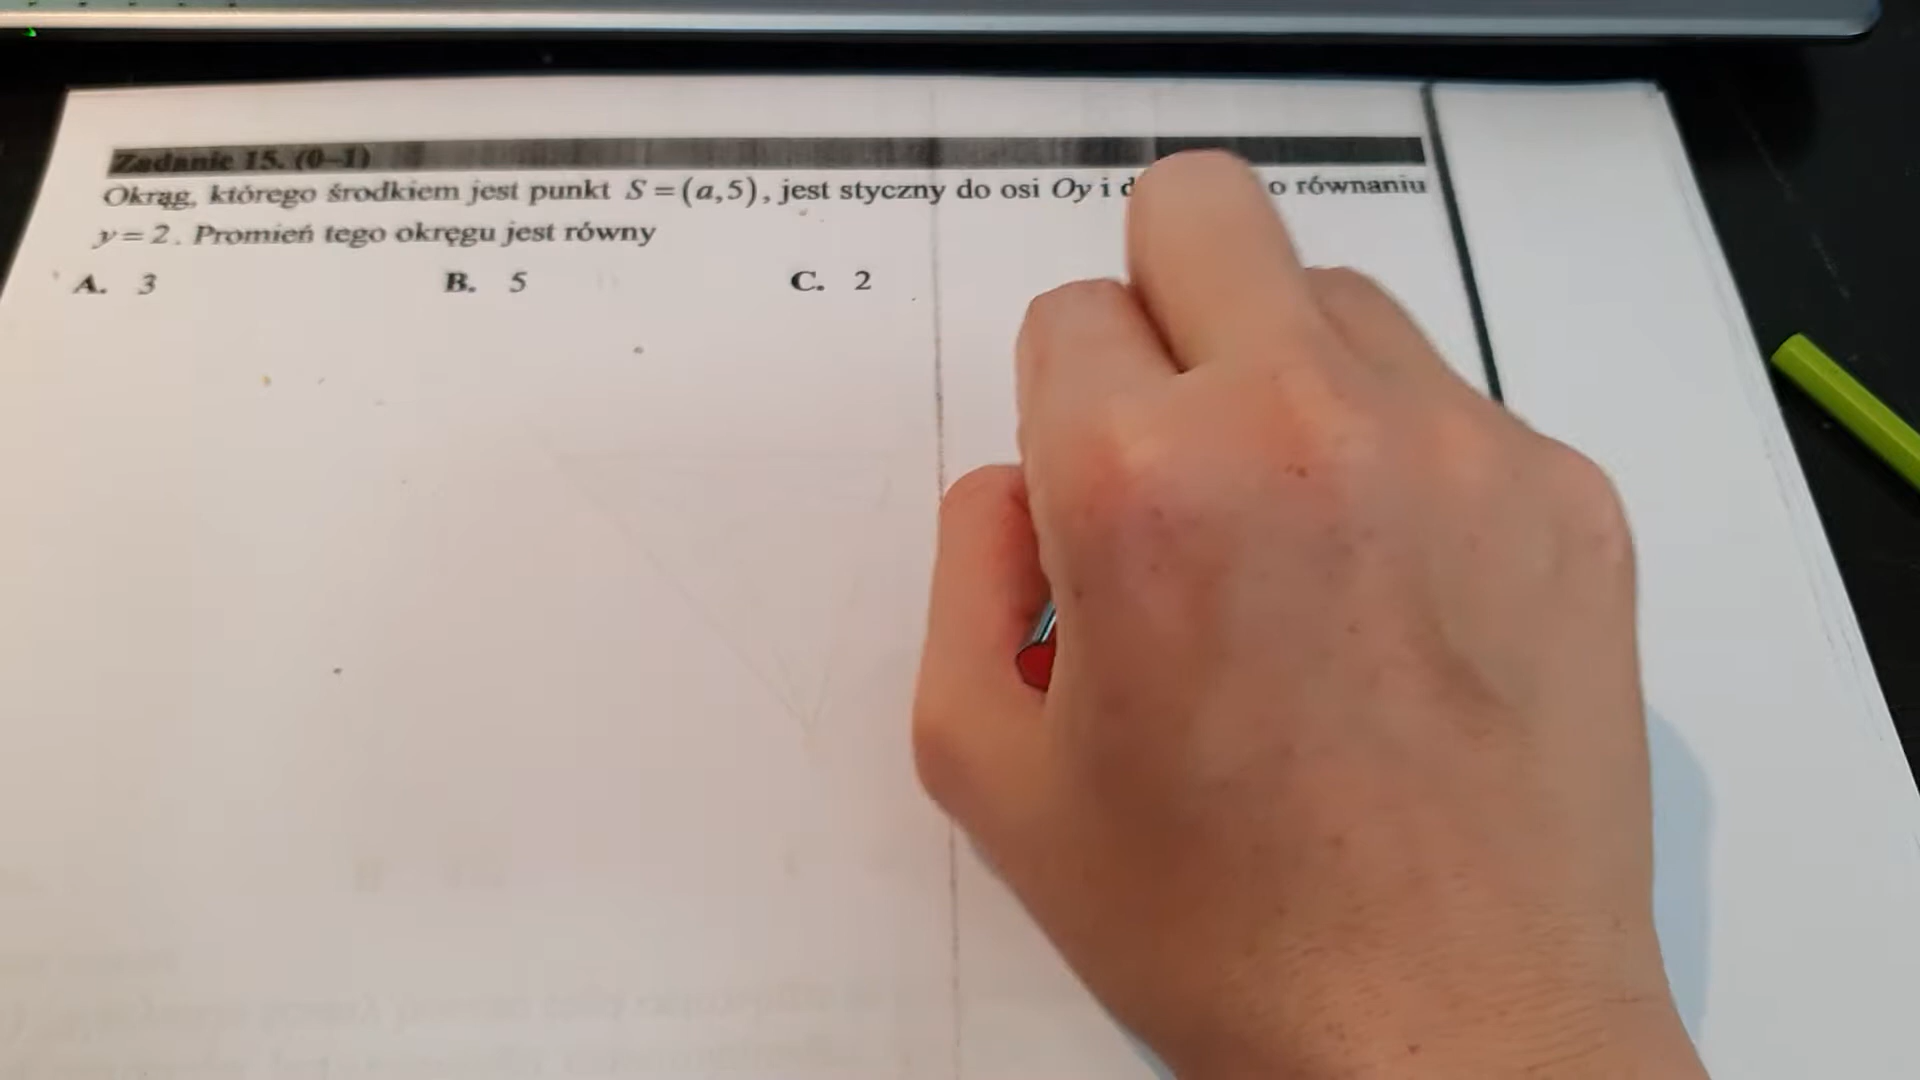 Zadanie 15. (0–1)
Okrąg, którego środkiem jest punkt S = (a,5), jest styczny do osi Oy i d o równaniu
y = 2. Promień tego okręgu jest równy
A. 3 B. 5 C. 2